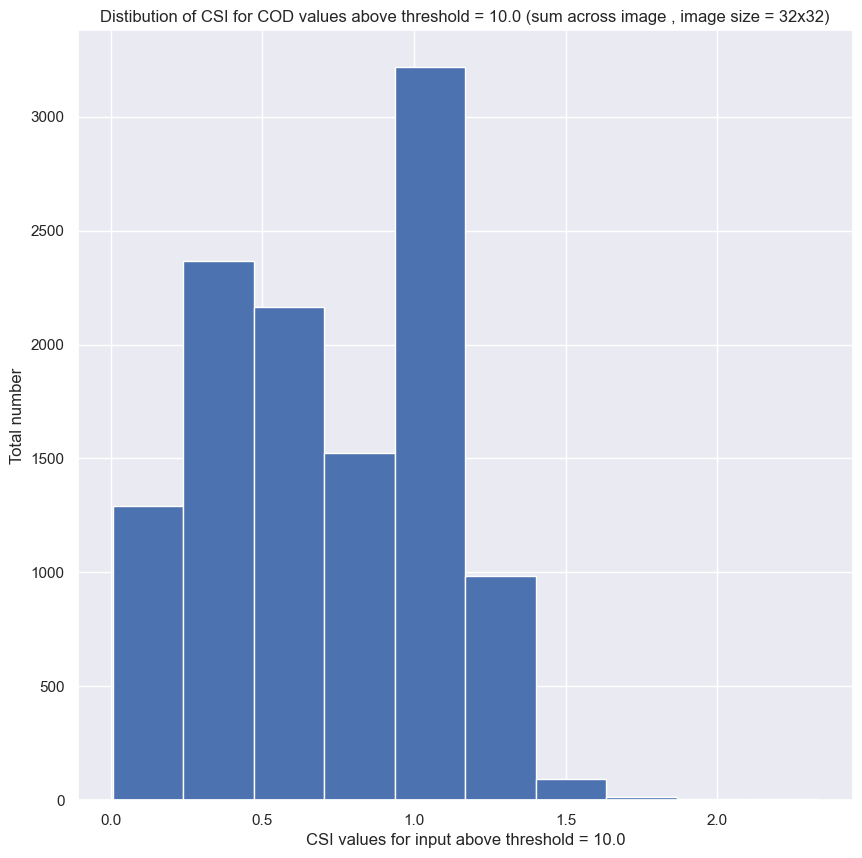 Distibution of CSI for COD values above threshold = 10.0 (sum across image , image size = 32x32)
Total number
3000
2500
2000
1500
1000
500
0
0.0 0.5 1.0 1.5 2.0
CSI values for input above threshold = 10.0